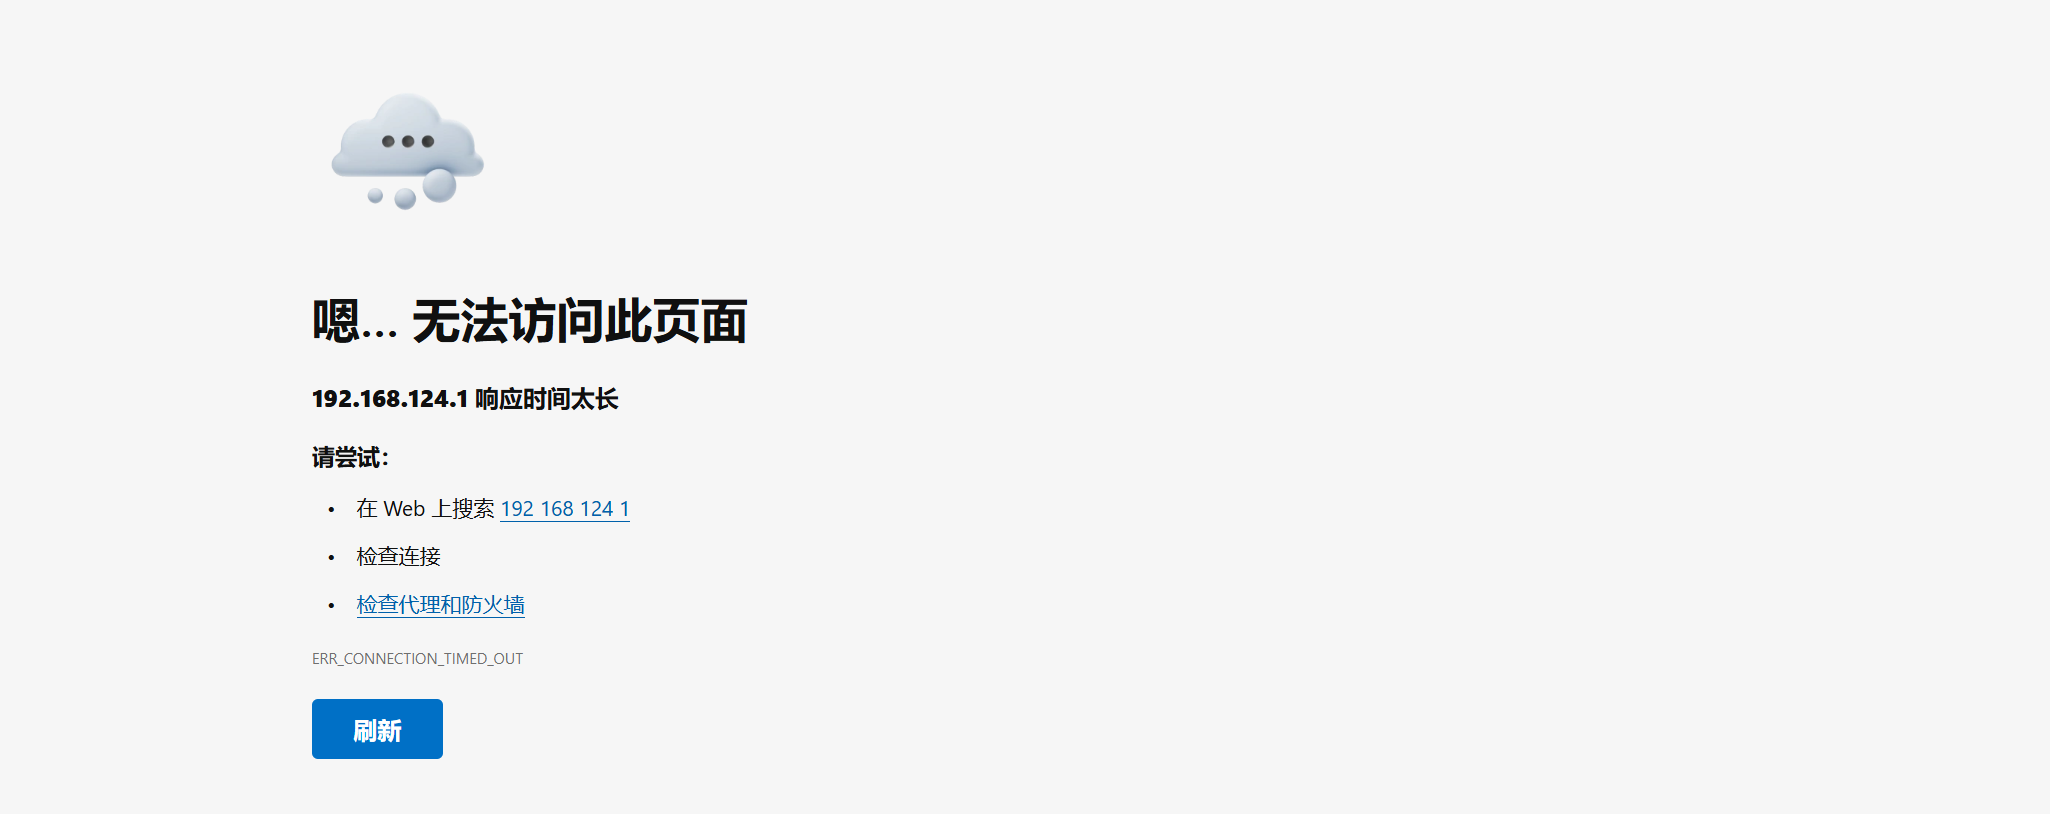 嗯… 无法访问此页面
192.168.124.1 响应时间太长
请尝试：
• 在 Web 上搜索 192 168 124 1
• 检查连接
• 检查代理和防火墙
ERR_CONNECTION_TIMED_OUT
刷新